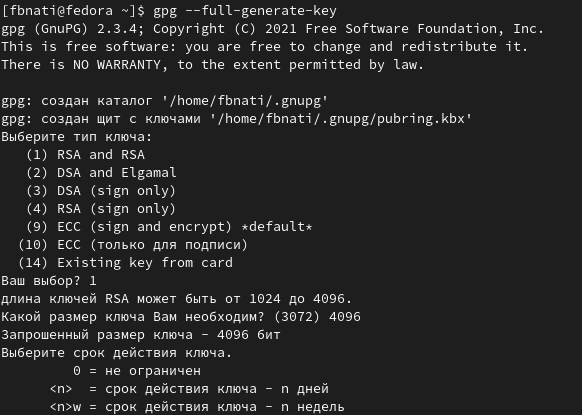 [fbnati@fedora ~]$ gpg --full-generate-key
gpg (GnuPG) 2.3.4; Copyright (C) 2021 Free Software Foundation, Inc.
This is free software: you are free to change and redistribute it.
There is NO WARRANTY, to the extent permitted by law.

gpg: создан каталог '/home/fbnati/.gnupg'
gpg: создан щит с ключами '/home/fbnati/.gnupg/pubring.kbx'
Выберите тип ключа:
   (1) RSA and RSA
   (2) DSA and Elgamal
   (3) DSA (sign only)
   (4) RSA (sign only)
   (9) ECC (sign and encrypt) *default*
  (10) ECC (только для подписи)
  (14) Existing key from card
Ваш выбор? 1
длина ключей RSA может быть от 1024 до 4096.
Какой размер ключа Вам необходим? (3072) 4096
Запрошенный размер ключа - 4096 бит
Выберите срок действия ключа.
         0 = не ограничен
      <n>  = срок действия ключа - n дней
      <n>w = срок действия ключа - n недель